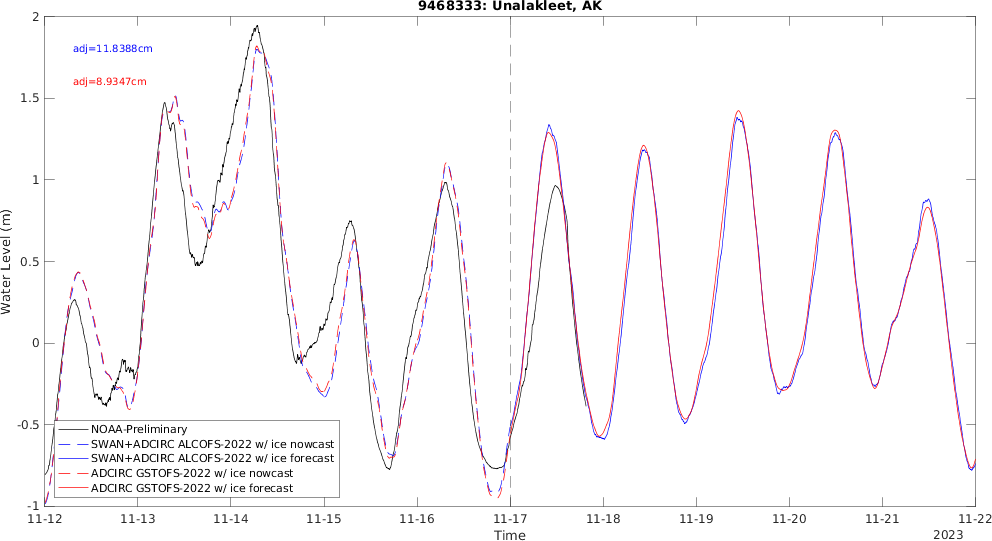 9468333: Unalakleet, AK
adj=11.8388cm
adj=8.9347cm
Water Level (m)
2
1.5
1
0.5
0
-0.5
-1
NOAA-Preliminary
SWAN+ADCIRC ALCOFS-2022 w/ ice nowcast
SWAN+ADCIRC ALCOFS-2022 w/ ice forecast
ADCIRC GSTOFS-2022 w/ ice nowcast
ADCIRC GSTOFS-2022 w/ ice forecast
11-12 11-13 11-14 11-15 11-16 11-17 11-18 11-19 11-20 11-21 11-22
Time
2023